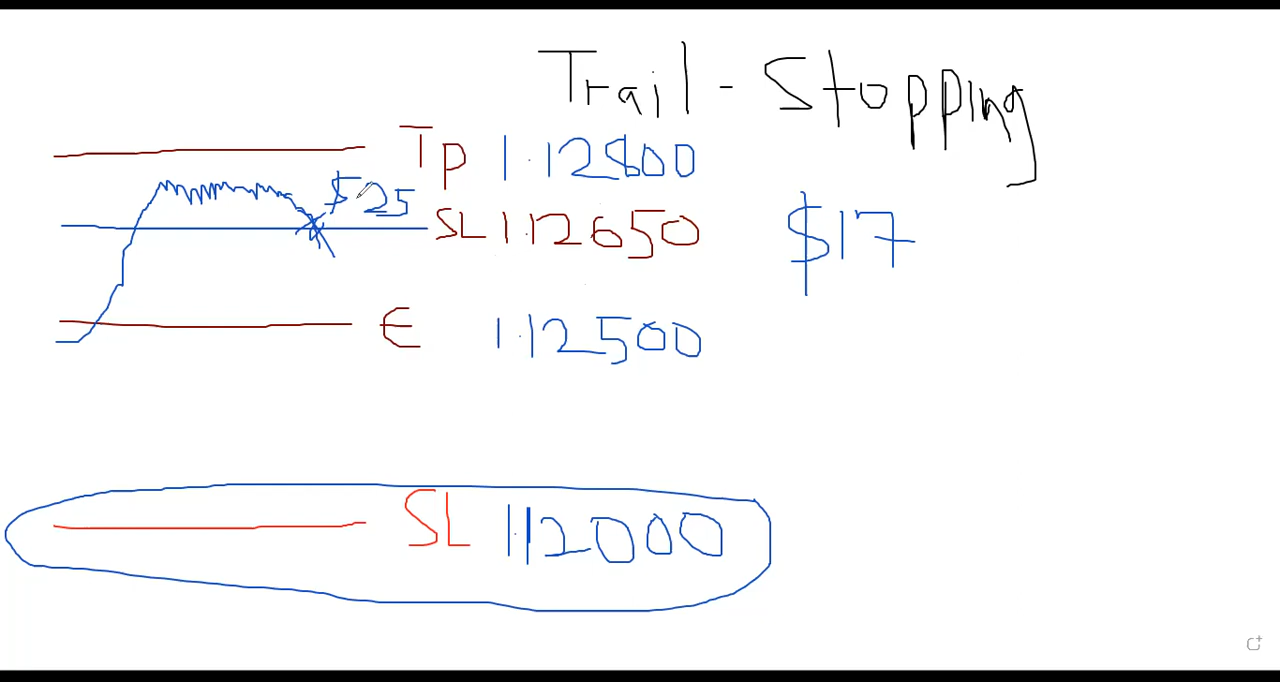 Trail - Stopping
Tp 1.12800
$25
SL 1.12650
$17
E 1.12500
SL 1.12000